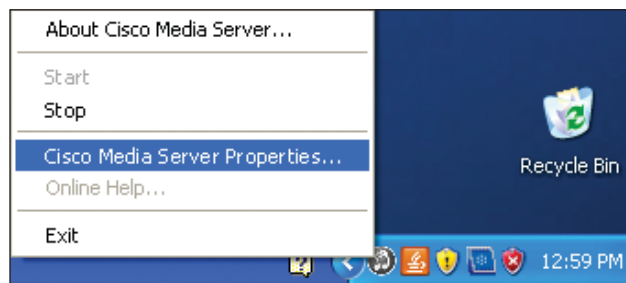 About Cisco Media Server...
Start
Stop
Cisco Media Server Properties...
Online Help...
Exit
Recycle Bin
12:59 PM